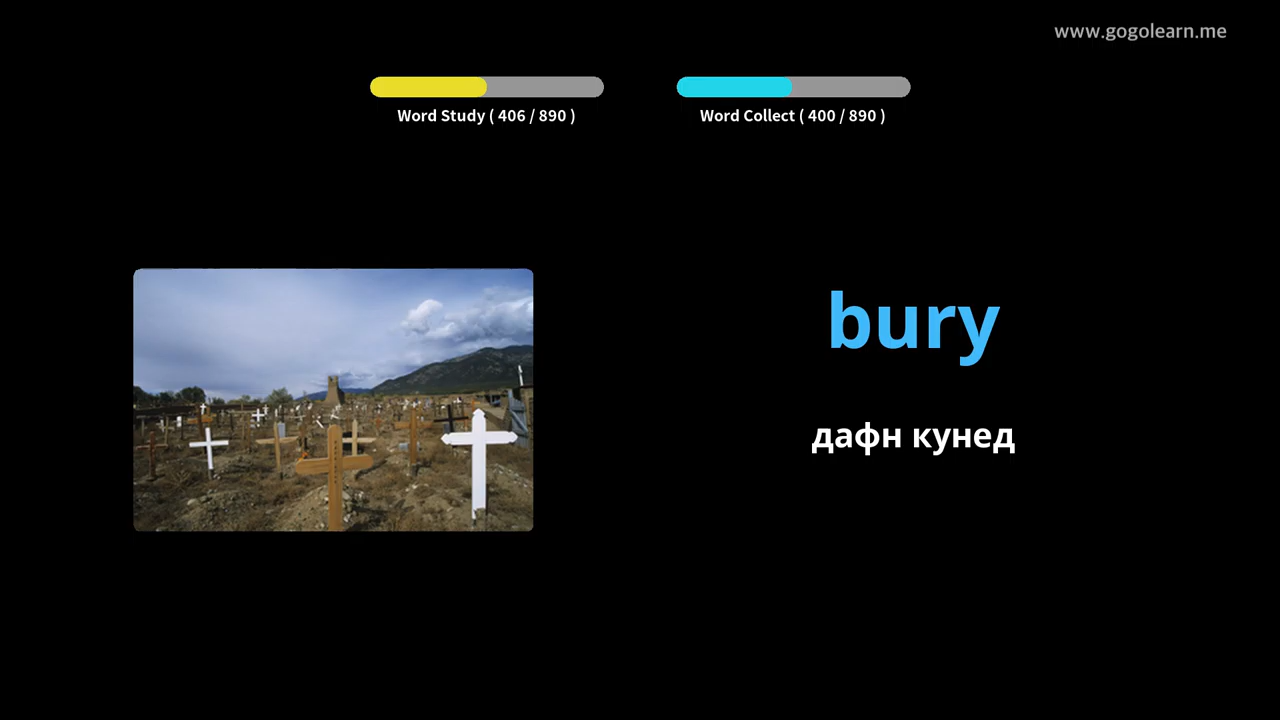 www.gogolearn.me
Word Study ( 406 / 890 )
Word Collect ( 400 / 890 )
bury
дафн кунед